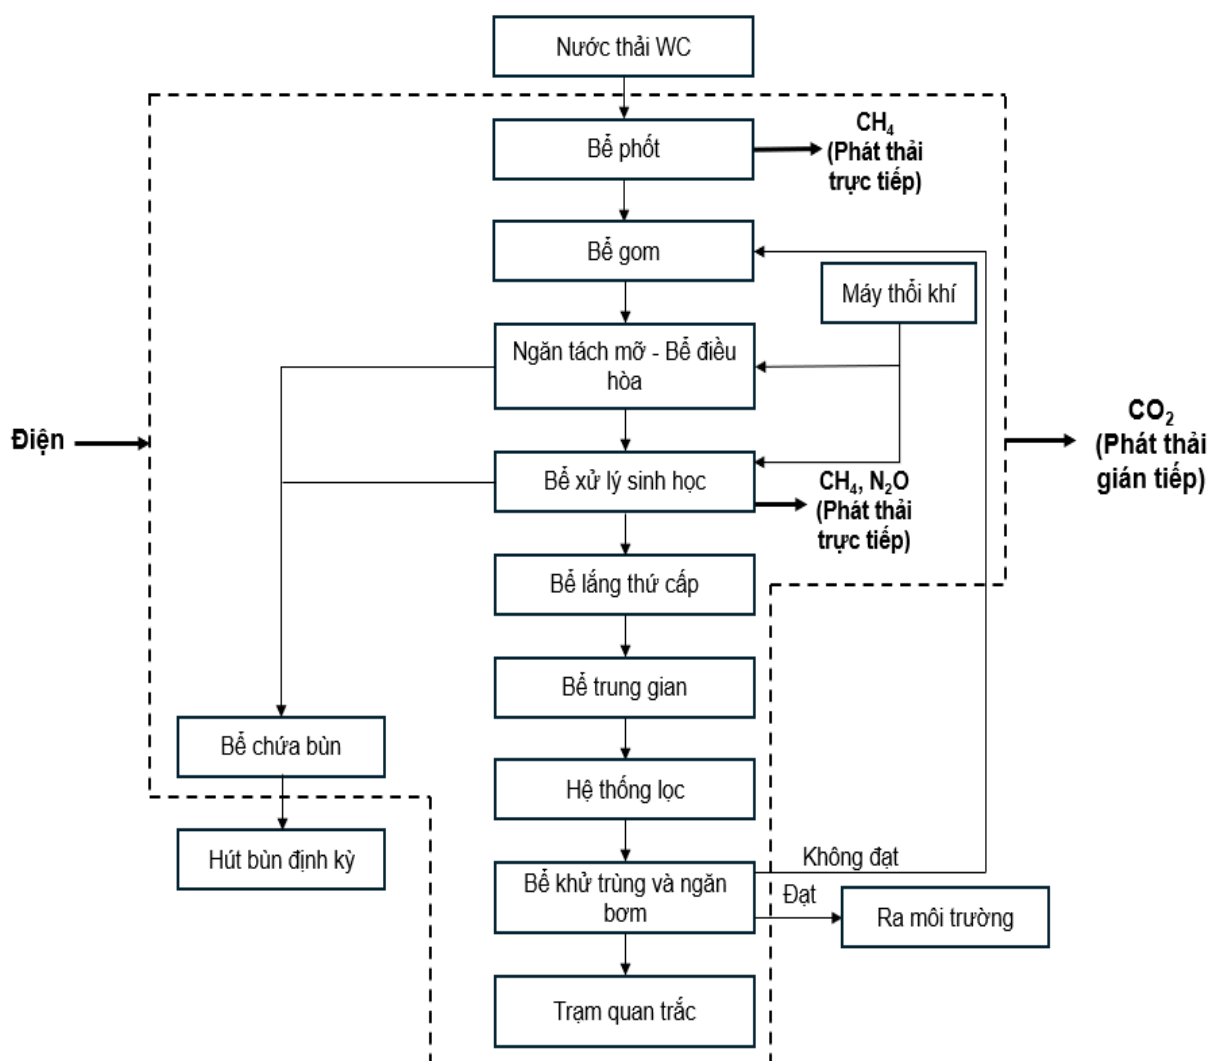 Nước thải WC
Bể phốt
CH₄
(Phát thải
trực tiếp)
Bể gom
Máy thổi khí
Ngăn tách mỡ - Bể điều
hòa
Điện
CO₂
(Phát thải
gián tiếp)
Bể xử lý sinh học
CH₄, N₂O
(Phát thải
trực tiếp)
Bể lắng thứ cấp
Bể trung gian
Bể chứa bùn
Hệ thống lọc
Hút bùn định kỳ
Không đạt
Bể khử trùng và ngăn
bơm
Đạt
Ra môi trường
Trạm quan trắc